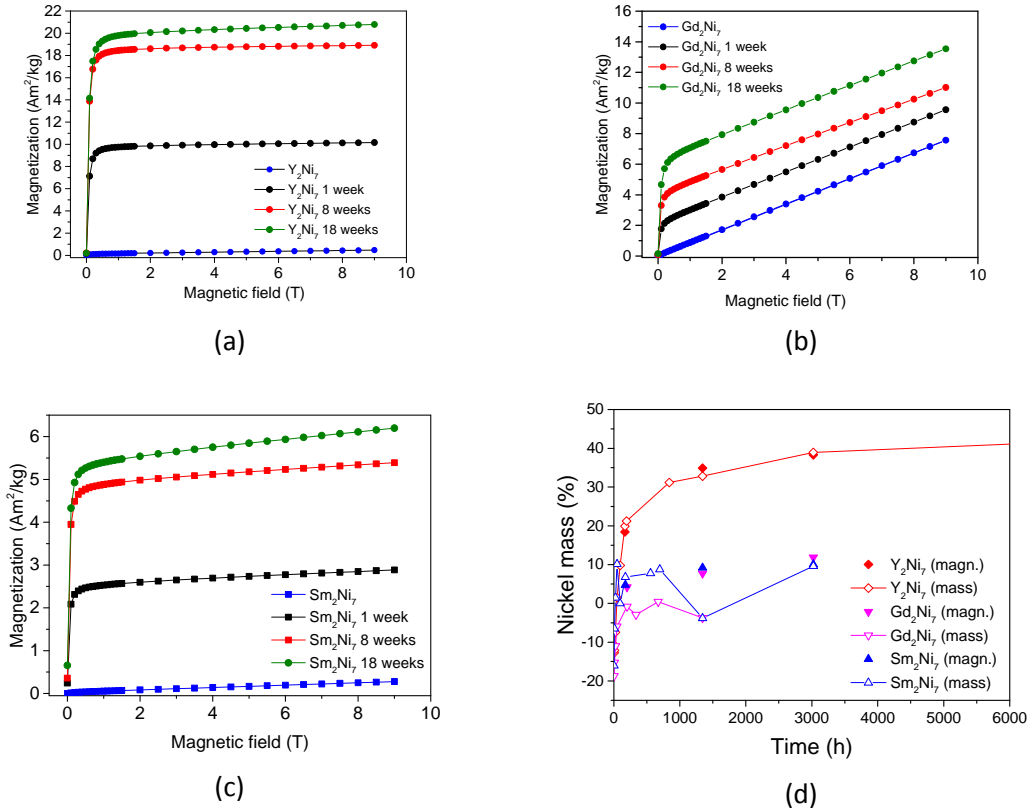 22
20
18
16
14
12
10
8
6
4
2
0
Magnetization (Am²/kg)
Y₂Ni₇
Y₂Ni₇ 1 week
Y₂Ni₇ 8 weeks
Y₂Ni₇ 18 weeks
0 2 4 6 8 10
Magnetic field (T)
(a)
16
14
12
10
8
6
4
2
0
Magnetization (Am²/kg)
Gd₂Ni₇
Gd₂Ni₇ 1 week
Gd₂Ni₇ 8 weeks
Gd₂Ni₇ 18 weeks
0 2 4 6 8 10
Magnetic field (T)
(b)
6
5
4
3
2
1
0
Magnetization (Am²/kg)
Sm₂Ni₇
Sm₂Ni₇ 1 week
Sm₂Ni₇ 8 weeks
Sm₂Ni₇ 18 weeks
0 2 4 6 8 10
Magnetic field (T)
(c)
50
40
30
20
10
0
-10
-20
Nickel mass (%)
Y₂Ni₇ (magn.)
Y₂Ni₇ (mass)
Gd₂Ni₇ (magn.)
Gd₂Ni₇ (mass)
Sm₂Ni₇ (magn.)
Sm₂Ni₇ (mass)
0 1000 2000 3000 4000 5000 6000
Time (h)
(d)